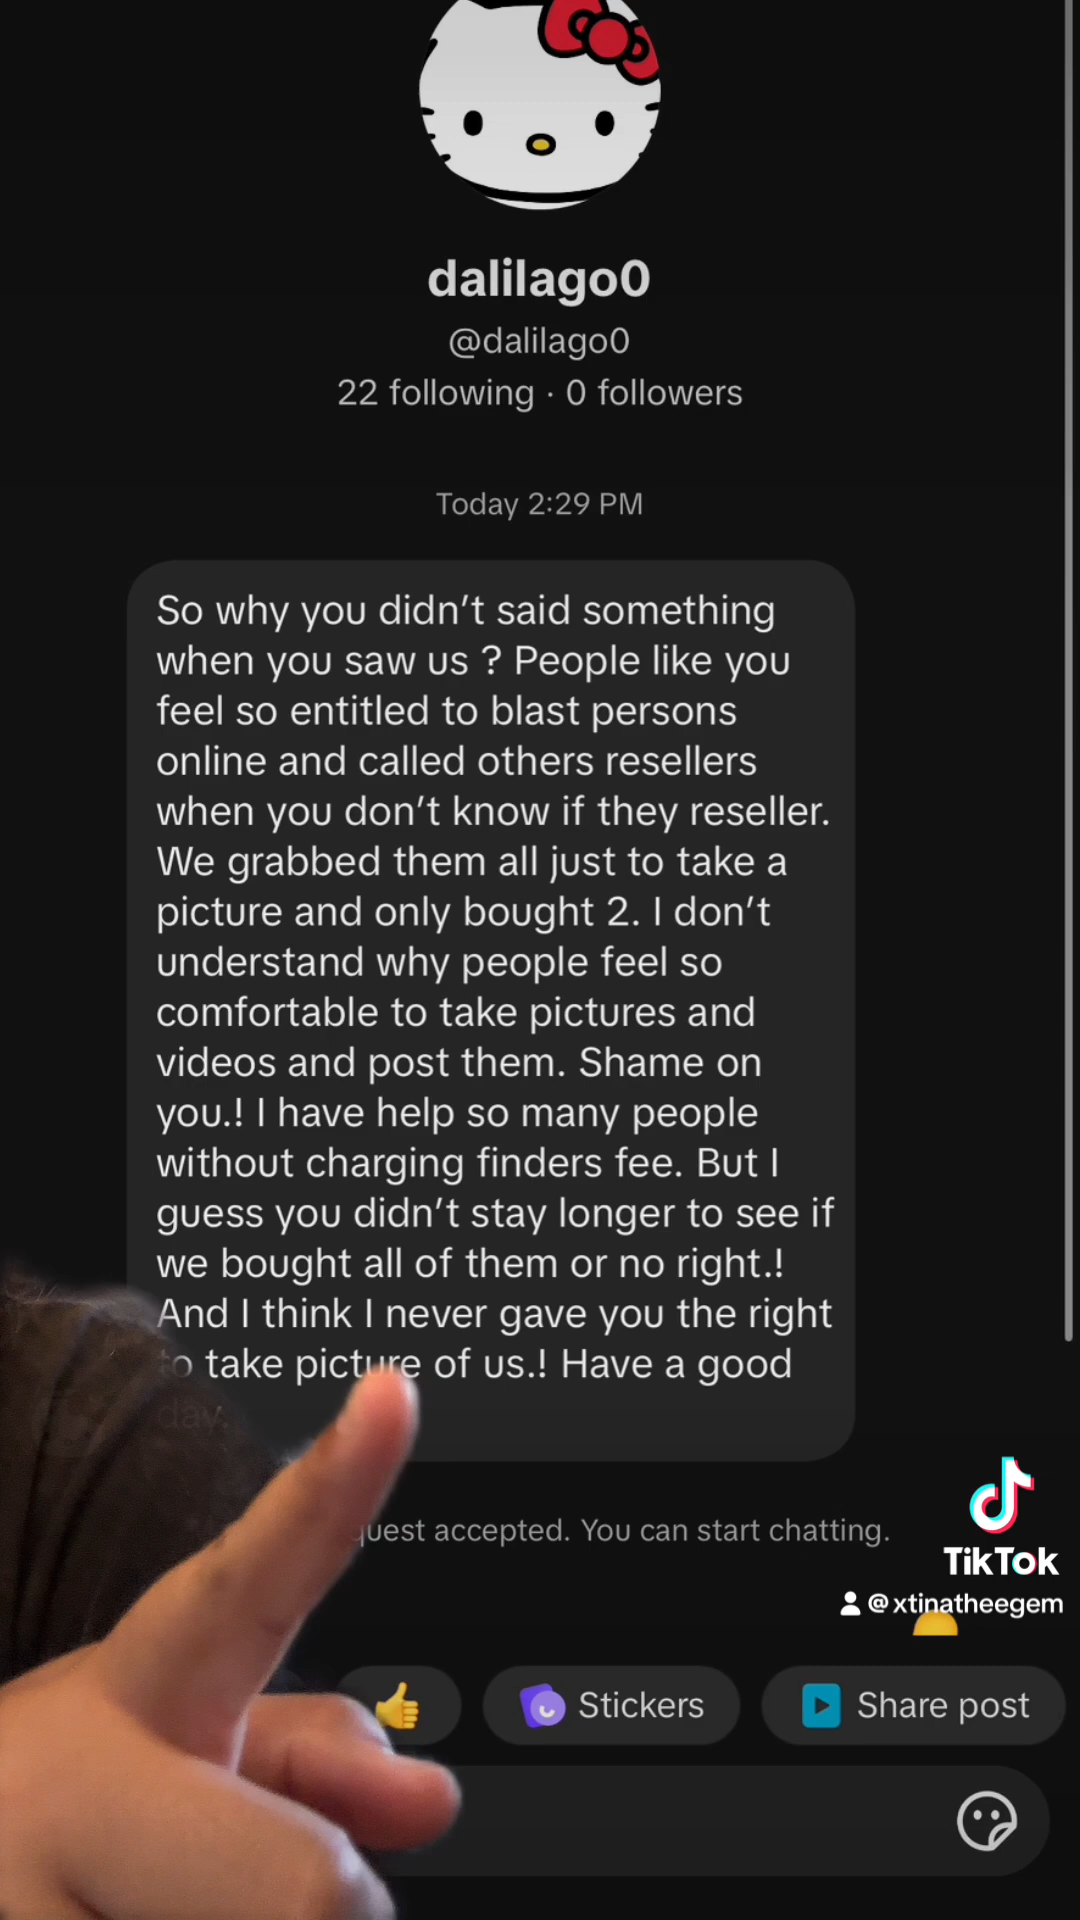 dalilago0
@dalilago0
22 following · 0 followers
Today 2:29 PM
So why you didn’t said something
when you saw us ? People like you
feel so entitled to blast persons
online and called others resellers
when you don’t know if they reseller.
We grabbed them all just to take a
picture and only bought 2. I don’t
understand why people feel so
comfortable to take pictures and
videos and post them. Shame on
you.! I have help so many people
without charging finders fee. But I
guess you didn’t stay longer to see if
we bought all of them or no right.!
And I think I never gave you the right
to take picture of us.! Have a good
day.
accepted. You can start chatting.
TikTok
@xtinatheegem
Stickers
Share post